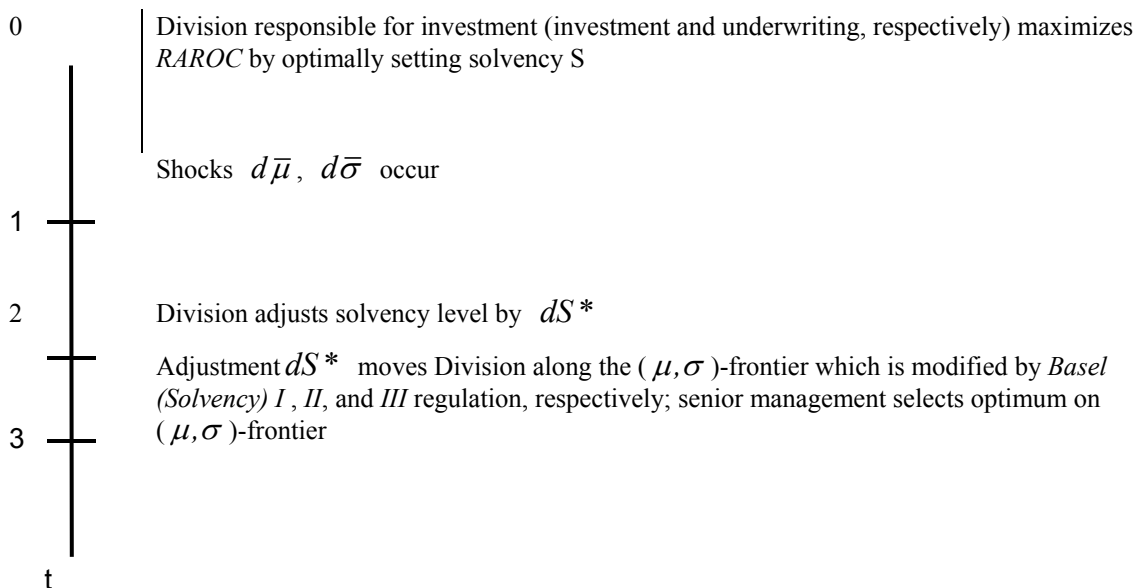 0 Division responsible for investment (investment and underwriting, respectively) maximizes
RAROC by optimally setting solvency S
Shocks dμ̅, dσ̅ occur
1
2 Division adjusts solvency level by dS*
Adjustment dS* moves Division along the (μ,σ)-frontier which is modified by Basel
(Solvency) I , II, and III regulation, respectively; senior management selects optimum on
3 (μ,σ)-frontier
t